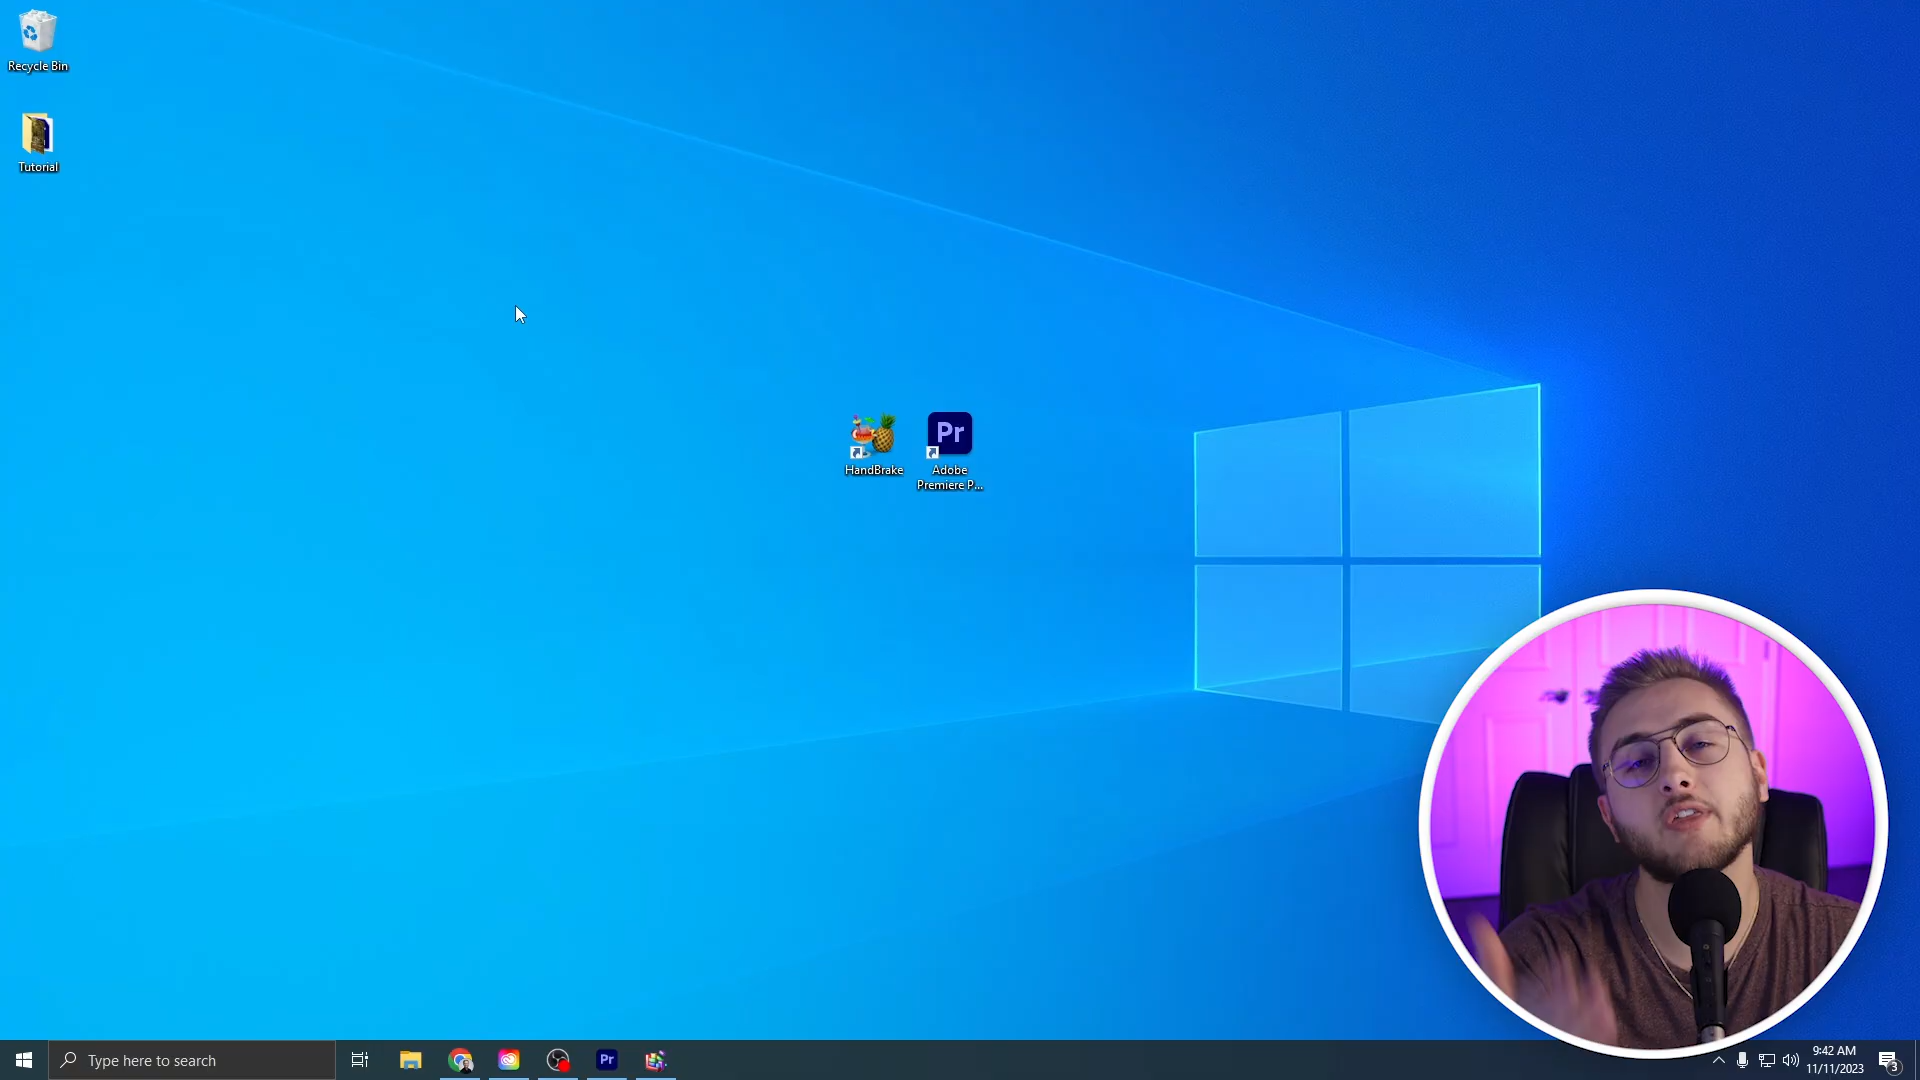 Recycle Bin
Tutorial
HandBrake
Pr
Adobe
Premiere P...
Type here to search
Pr
9:42 AM
11/11/2023
3